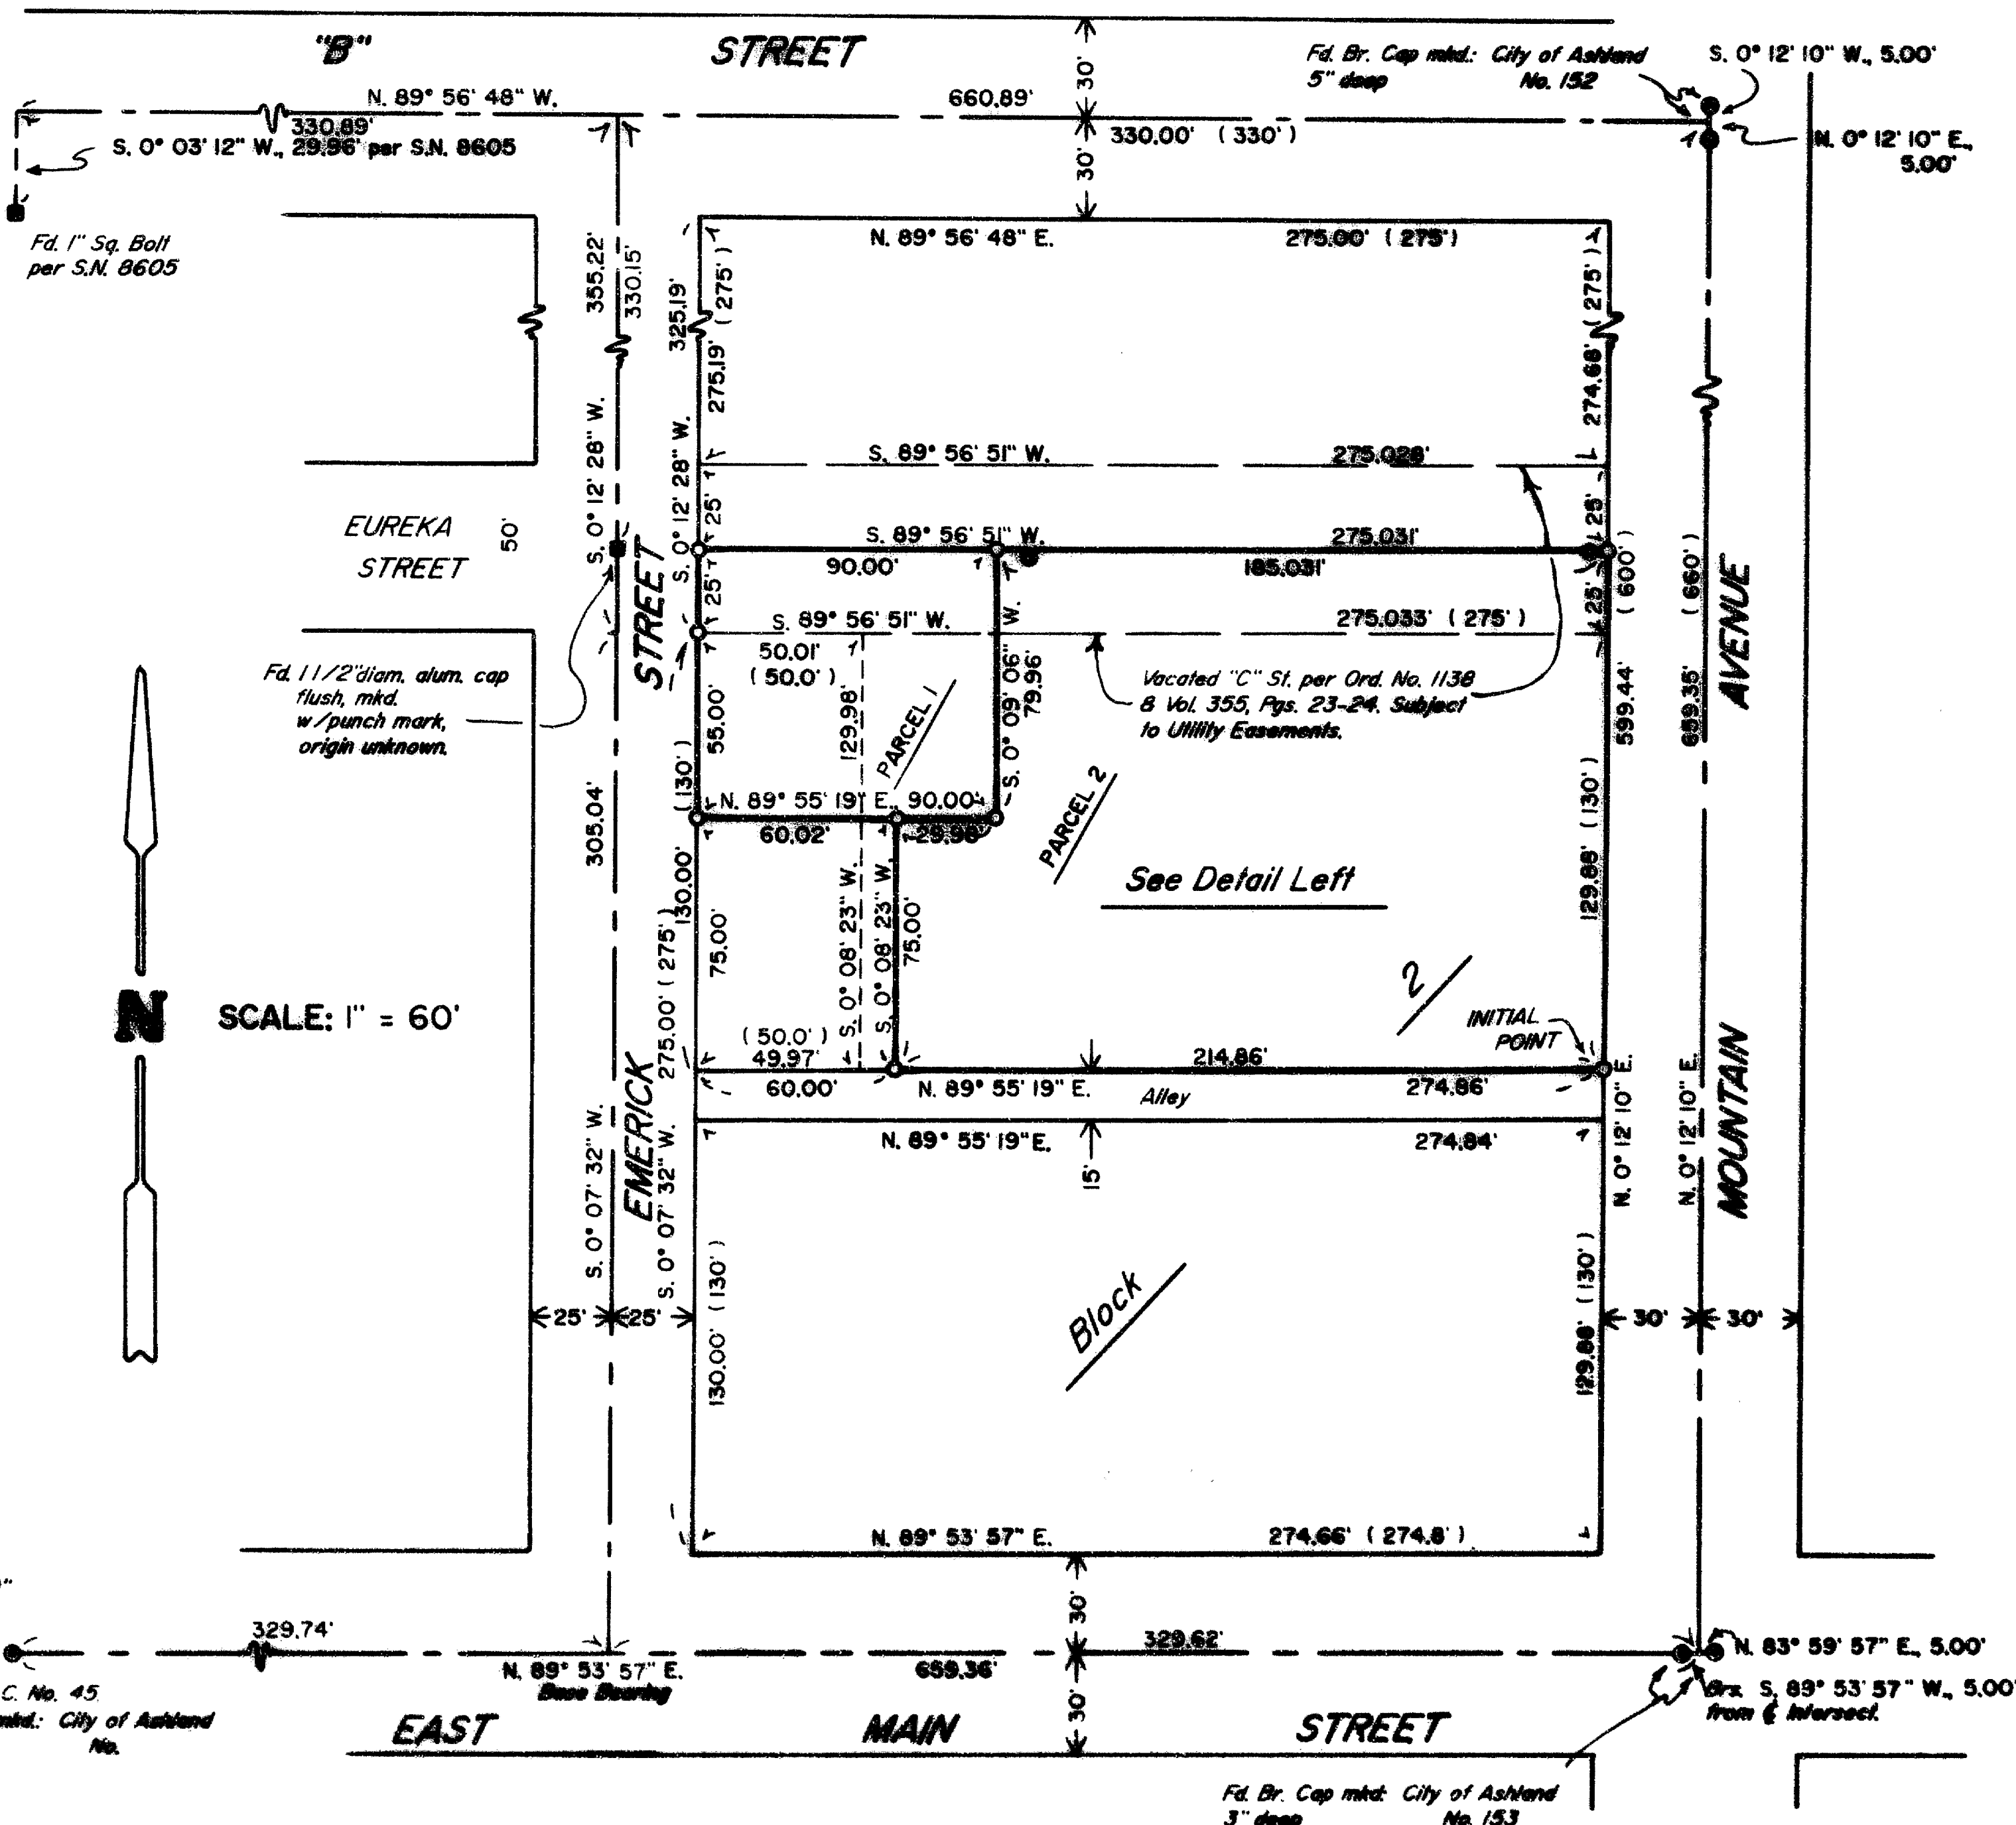 "B" STREET
Fd. Br. Cap mkd.: City of Ashland
5" deep No. 152
S. 0° 12' 10" W., 5.00'
N. 89° 56' 48" W. 660.89'
330.89'
330.00' (330')
S. 0° 03' 12" W., 29.96' per S.N. 8605
N. 0° 12' 10" E.,
5.00'
30'
30'
Fd. 1" Sq. Bolt
per S.N. 8605
N. 89° 56' 48" E. 275.00' (275')
355.22'
330.15'
325.19'
(275')
275.19'
274.68' (275')
S. 0° 12' 28" W.
S. 0° 12' 28" W.
S. 89° 56' 51" W. 275.028'
25'
25'
EUREKA
STREET
50'
S. 89° 56' 51" W. 275.031'
90.00' 185.031'
25'
25'
(600')
(660')
S. 89° 56' 51" W. 275.033' (275')
50.01'
(50.0')
STREET
AVENUE
Fd. 1 1/2" diam. alum. cap
flush, mkd.
w/punch mark,
origin unknown.
Vacated "C" St. per Ord. No. 1138
& Vol. 355, Pgs. 23-24. Subject
to Utility Easements.
55.00'
129.98'
PARCEL 1
S. 0° 09' 06" W.
79.96'
599.44'
659.35'
PARCEL 2
(130')
N. 89° 55' 19" E. 90.00'
60.02' 29.98'
305.04'
130.00'
129.88' (130')
See Detail Left
75.00'
S. 0° 08' 23" W.
S. 0° 08' 23" W.
75.00'
275.00' (275')
N
SCALE: 1" = 60'
2
INITIAL
POINT
(50.0')
49.97'
214.86'
60.00'
N. 89° 55' 19" E. 274.86'
Alley
N. 89° 55' 19" E. 274.84'
15'
EMERICK
MOUNTAIN
S. 0° 07' 32" W.
S. 0° 07' 32" W.
N. 0° 12' 10" E.
N. 0° 12' 10" E.
25' 25'
30' 30'
130.00' (130')
129.88' (130')
Block
N. 89° 53' 57" E. 274.66' (274.8')
30'
30'
329.74'
329.62'
N. 89° 53' 57" E. 659.36'
Base Bearing
N. 83° 59' 57" E., 5.00'
Brs. S. 89° 53' 57" W., 5.00'
from ℄ Intersect.
C. No. 45
mkd.: City of Ashland
No.
EAST MAIN STREET
Fd. Br. Cap mkd: City of Ashland
3" deep No. 153